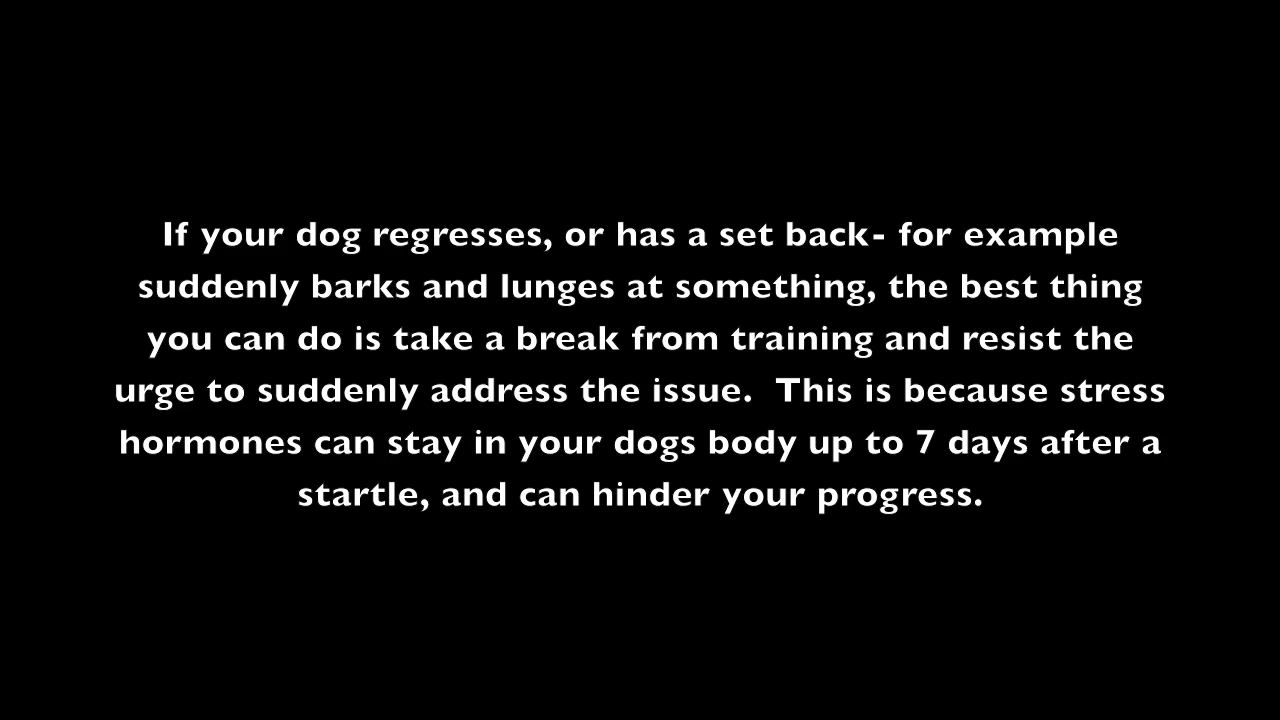 If your dog regresses, or has a set back- for example
suddenly barks and lunges at something, the best thing
you can do is take a break from training and resist the
urge to suddenly address the issue.  This is because stress
hormones can stay in your dogs body up to 7 days after a
startle, and can hinder your progress.